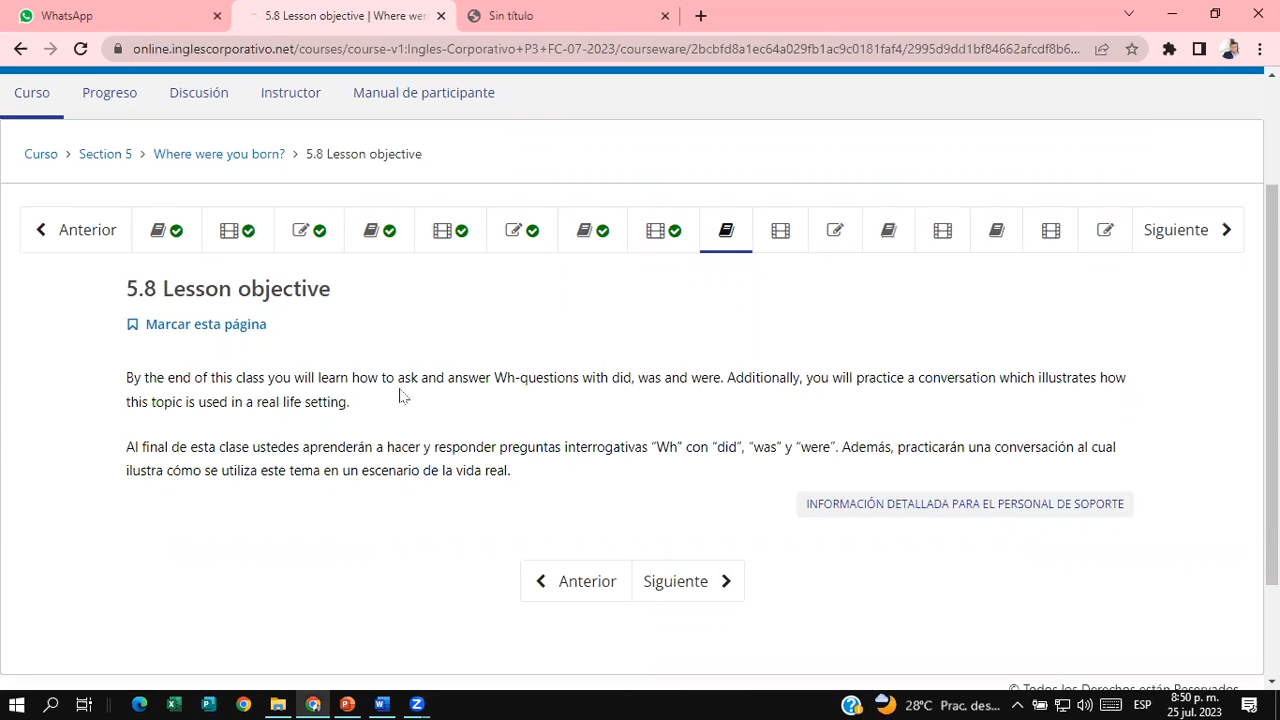 WhatsApp
5.8 Lesson objective | Where wer
Sin título
online.inglescorporativo.net/courses/course-v1:Ingles-Corporativo+P3+FC-07-2023/courseware/2bcbfd8a1ec64a029fb1ac9c0181faf4/2995d9dd1bf84662afcdf8b6...
Curso
Progreso
Discusión
Instructor
Manual de participante
Curso > Section 5 > Where were you born? > 5.8 Lesson objective
Anterior
Siguiente
5.8 Lesson objective
Marcar esta página
By the end of this class you will learn how to ask and answer Wh-questions with did, was and were. Additionally, you will practice a conversation which illustrates how
this topic is used in a real life setting.
Al final de esta clase ustedes aprenderán a hacer y responder preguntas interrogativas “Wh” con “did”, “was” y “were”. Además, practicarán una conversación al cual
ilustra cómo se utiliza este tema en un escenario de la vida real.
INFORMACIÓN DETALLADA PARA EL PERSONAL DE SOPORTE
Anterior
Siguiente
© Todos los Derechos están Reservados
28°C Prac. des...
ESP
8:50 p. m.
25 jul. 2023